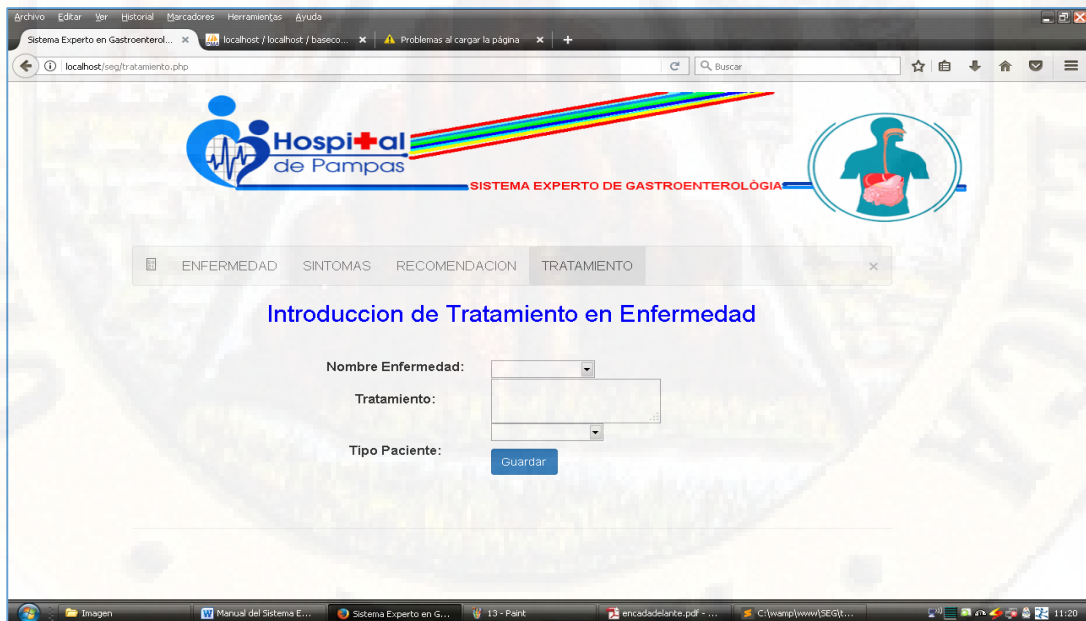 Archivo Editar Ver Historial Marcadores Herramientas Ayuda
Sistema Experto en Gastroenterol... × localhost / localhost / baseco... × Problemas al cargar la página × +
localhost/seg/tratamiento.php Buscar
Hospital
de Pampas
SISTEMA EXPERTO DE GASTROENTEROLÓGIA
ENFERMEDAD SINTOMAS RECOMENDACION TRATAMIENTO ×
Introduccion de Tratamiento en Enfermedad
Nombre Enfermedad:
Tratamiento:
Tipo Paciente:
Guardar
Imagen Manual del Sistema E... Sistema Experto en G... 13 - Paint encadadelante.pdf - ... C:\wamp\www\SEG\t... 11:20